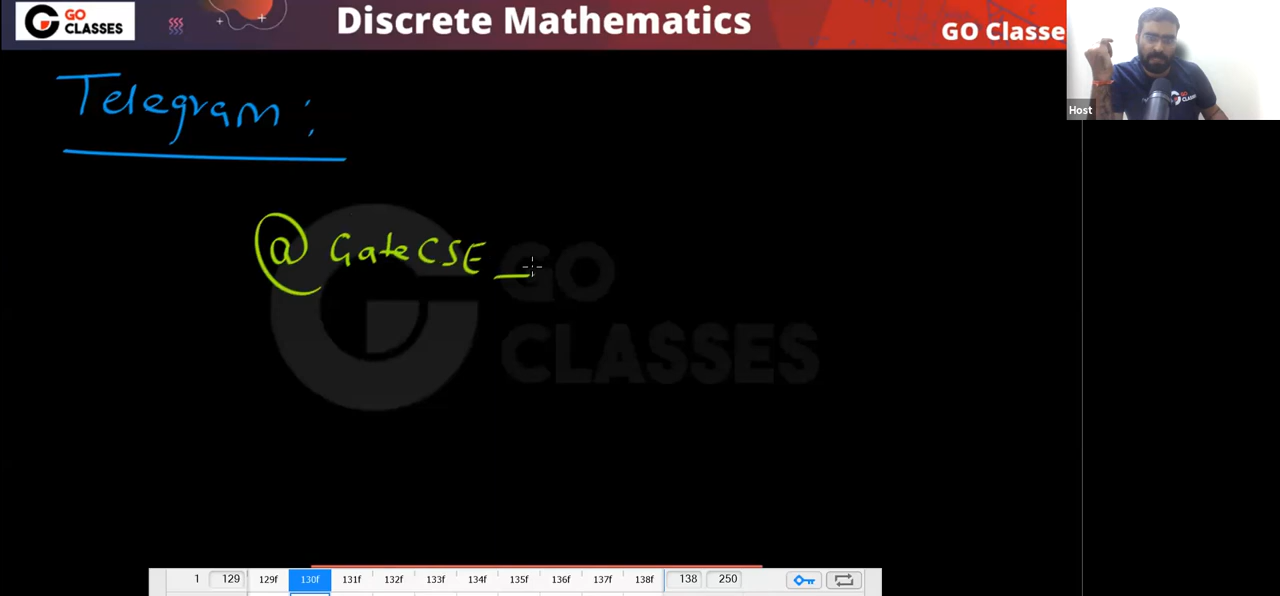 GO
CLASSES
Discrete Mathematics
GO Classe
Host
Telegram:
@GateCSE_
GO
CLASSES
1 129 129f 130f 131f 132f 133f 134f 135f 136f 137f 138f 138 250